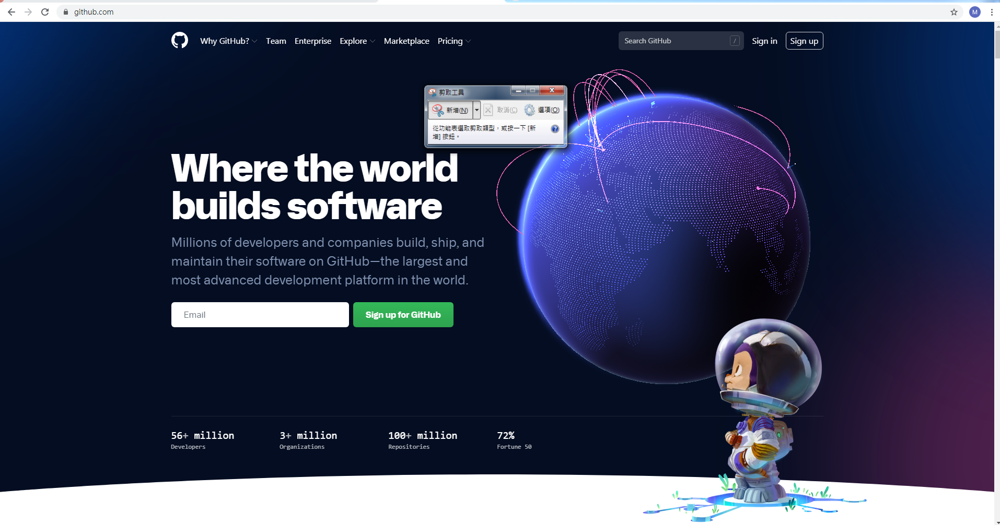 github.com
M
Why GitHub? Team Enterprise Explore Marketplace Pricing
Search GitHub /
Sign in
Sign up
剪取工具
新增(N) 取消(C) 選項(O)
從功能表選取剪取類型，或按一下 [新
增] 按鈕。
Where the world
builds software
Millions of developers and companies build, ship, and
maintain their software on GitHub—the largest and
most advanced development platform in the world.
Email
Sign up for GitHub
56+ million
Developers
3+ million
Organizations
100+ million
Repositories
72%
Fortune 50
1